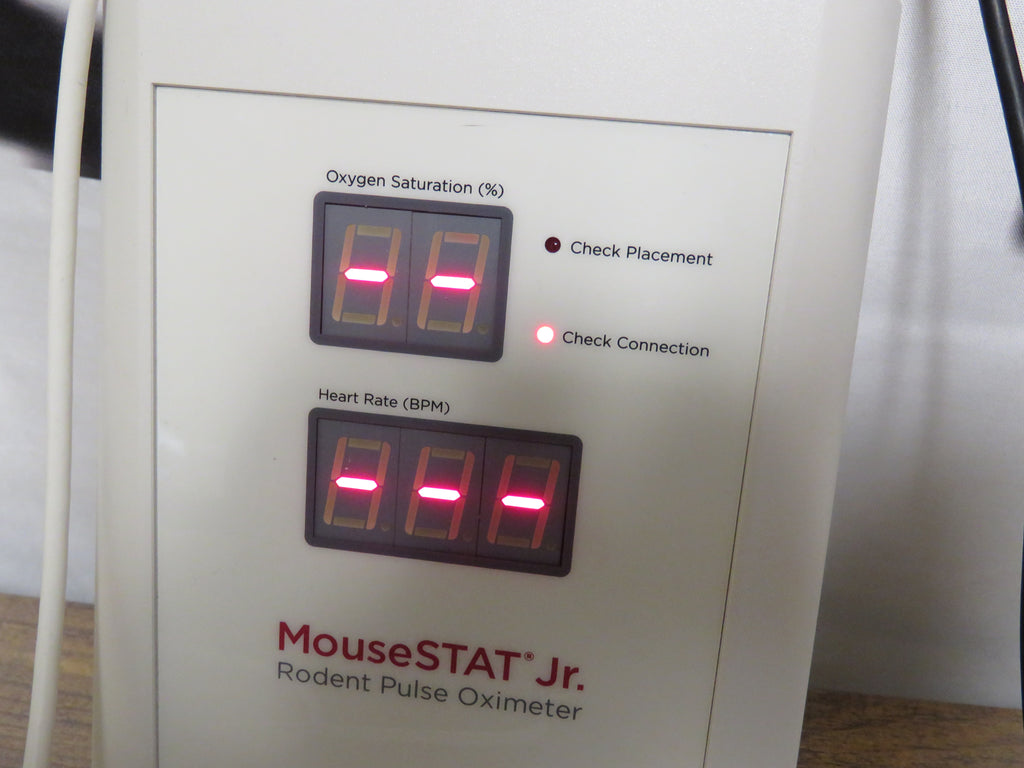 Oxygen Saturation (%)
--
Check Placement
Check Connection
Heart Rate (BPM)
---
MouseSTAT® Jr.
Rodent Pulse Oximeter